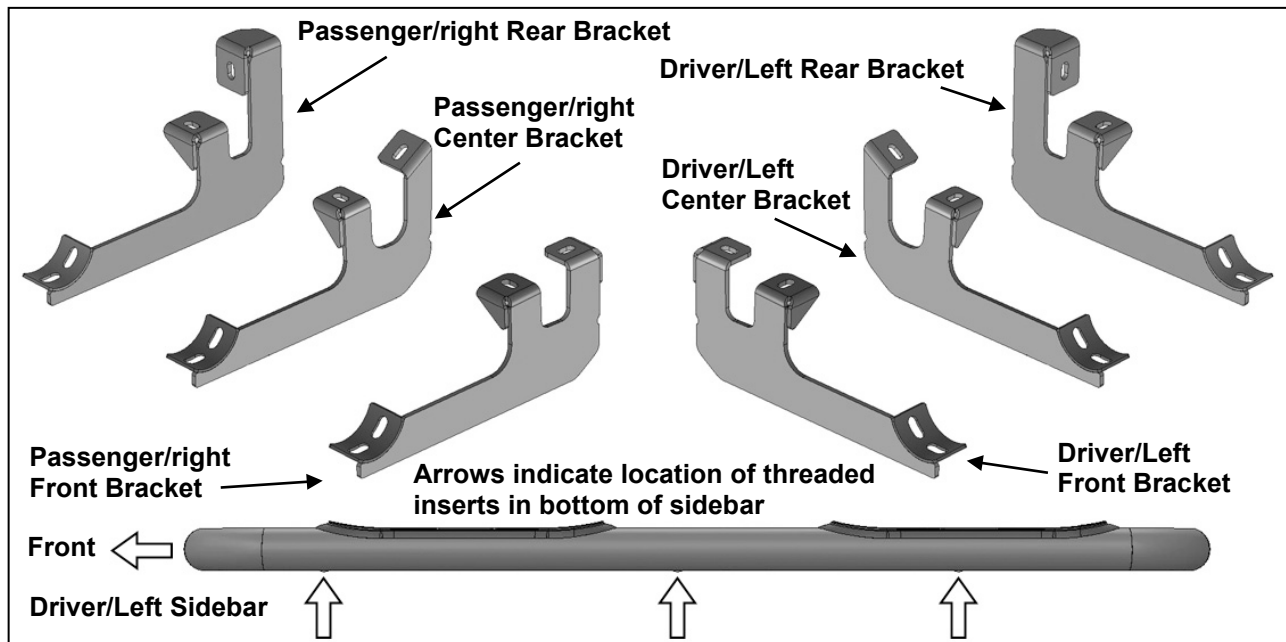 Passenger/right Rear Bracket
Driver/Left Rear Bracket
Passenger/right
Center Bracket
Driver/Left
Center Bracket
Passenger/right
Front Bracket
Arrows indicate location of threaded
inserts in bottom of sidebar
Driver/Left
Front Bracket
Front
Driver/Left Sidebar